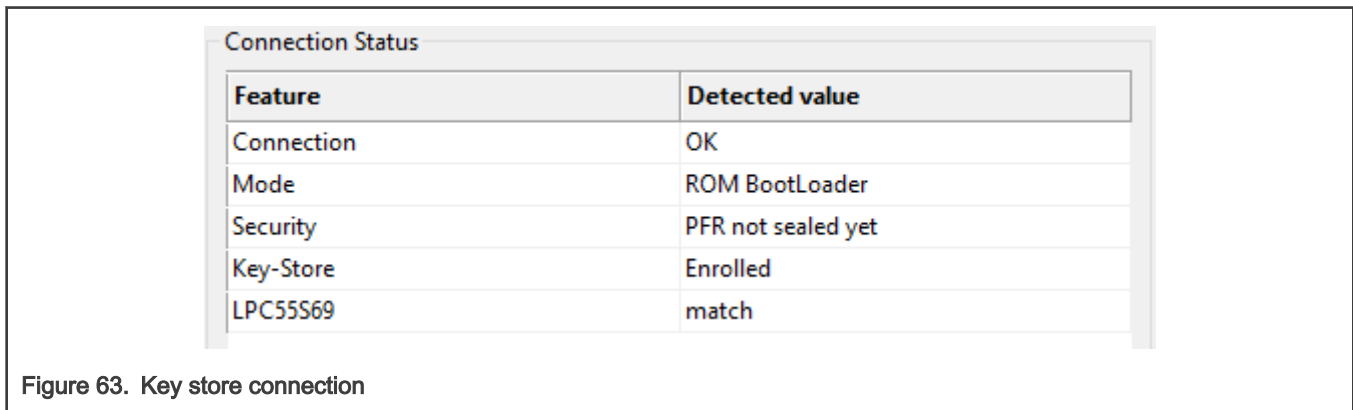 Connection Status
Feature Detected value
Connection OK
Mode ROM BootLoader
Security PFR not sealed yet
Key-Store Enrolled
LPC55S69 match
Figure 63. Key store connection